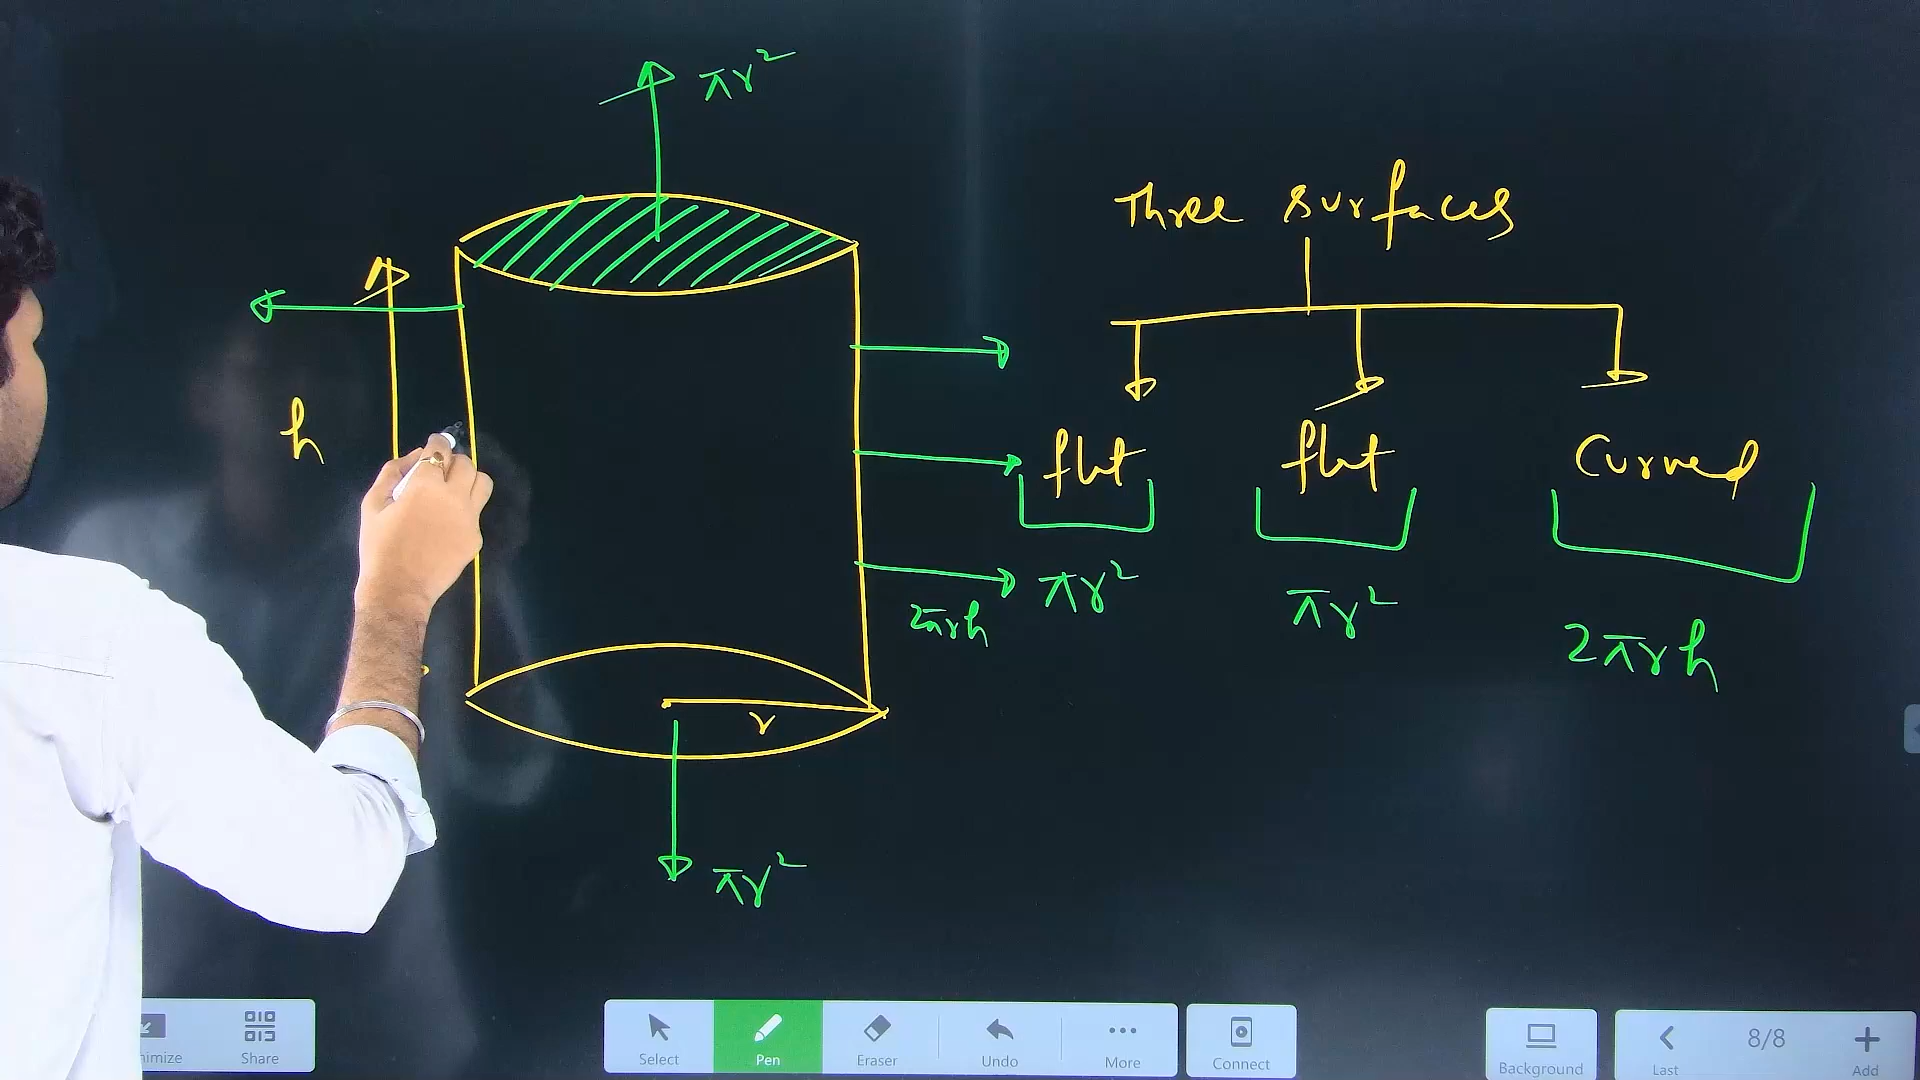 πr²
Three surfaces
h
flat flat Curved
2πrh πr² πr² 2πrh
r
πr²
Share
Select
Pen
Eraser
Undo
More
Connect
Background
Last
8/8
Add